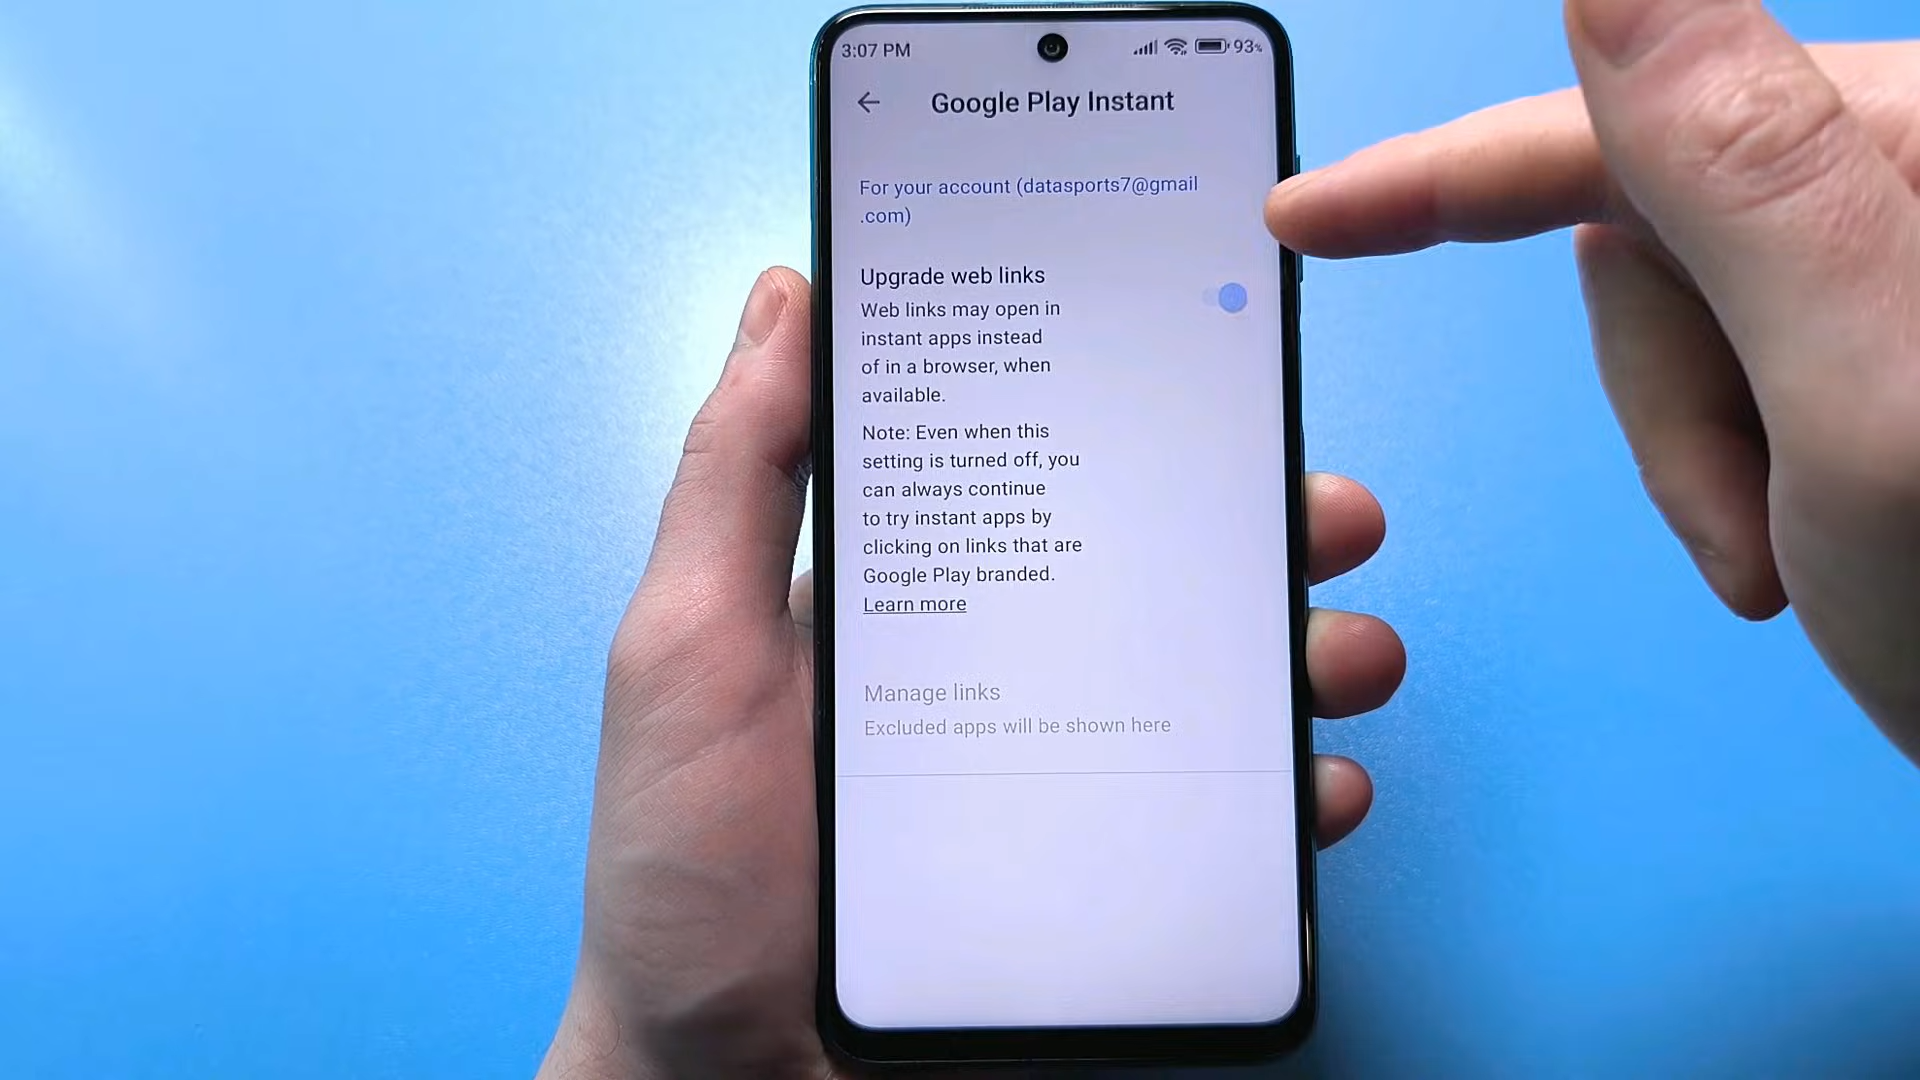 3:07 PM
93%
Google Play Instant
For your account (datasports7@gmail
.com)
Upgrade web links
Web links may open in
instant apps instead
of in a browser, when
available.
Note: Even when this
setting is turned off, you
can always continue
to try instant apps by
clicking on links that are
Google Play branded.
Learn more
Manage links
Excluded apps will be shown here